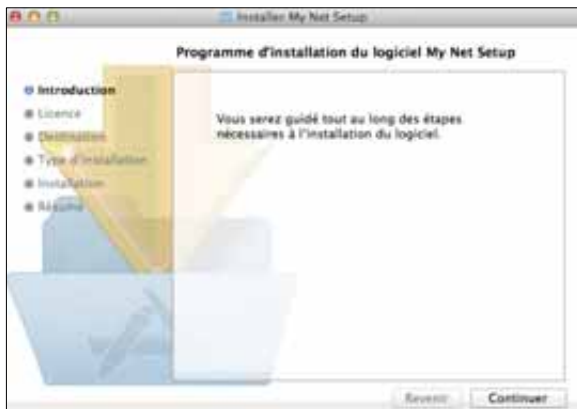 Installer My Net Setup
Programme d'installation du logiciel My Net Setup
Introduction
Licence
Destination
Type d'installation
Installation
Résumé
Vous serez guidé tout au long des étapes
nécessaires à l'installation du logiciel.
Revenir
Continuer